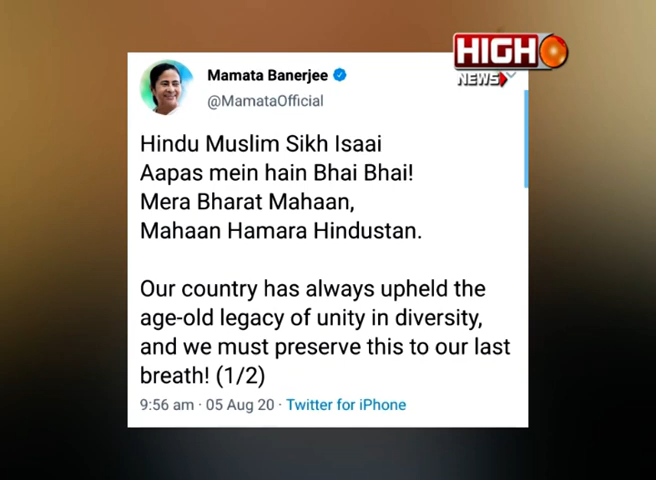 HIGH
NEWS
Mamata Banerjee
@MamataOfficial
Hindu Muslim Sikh Isaai
Aapas mein hain Bhai Bhai!
Mera Bharat Mahaan,
Mahaan Hamara Hindustan.
Our country has always upheld the
age-old legacy of unity in diversity,
and we must preserve this to our last
breath! (1/2)
9:56 am · 05 Aug 20 · Twitter for iPhone